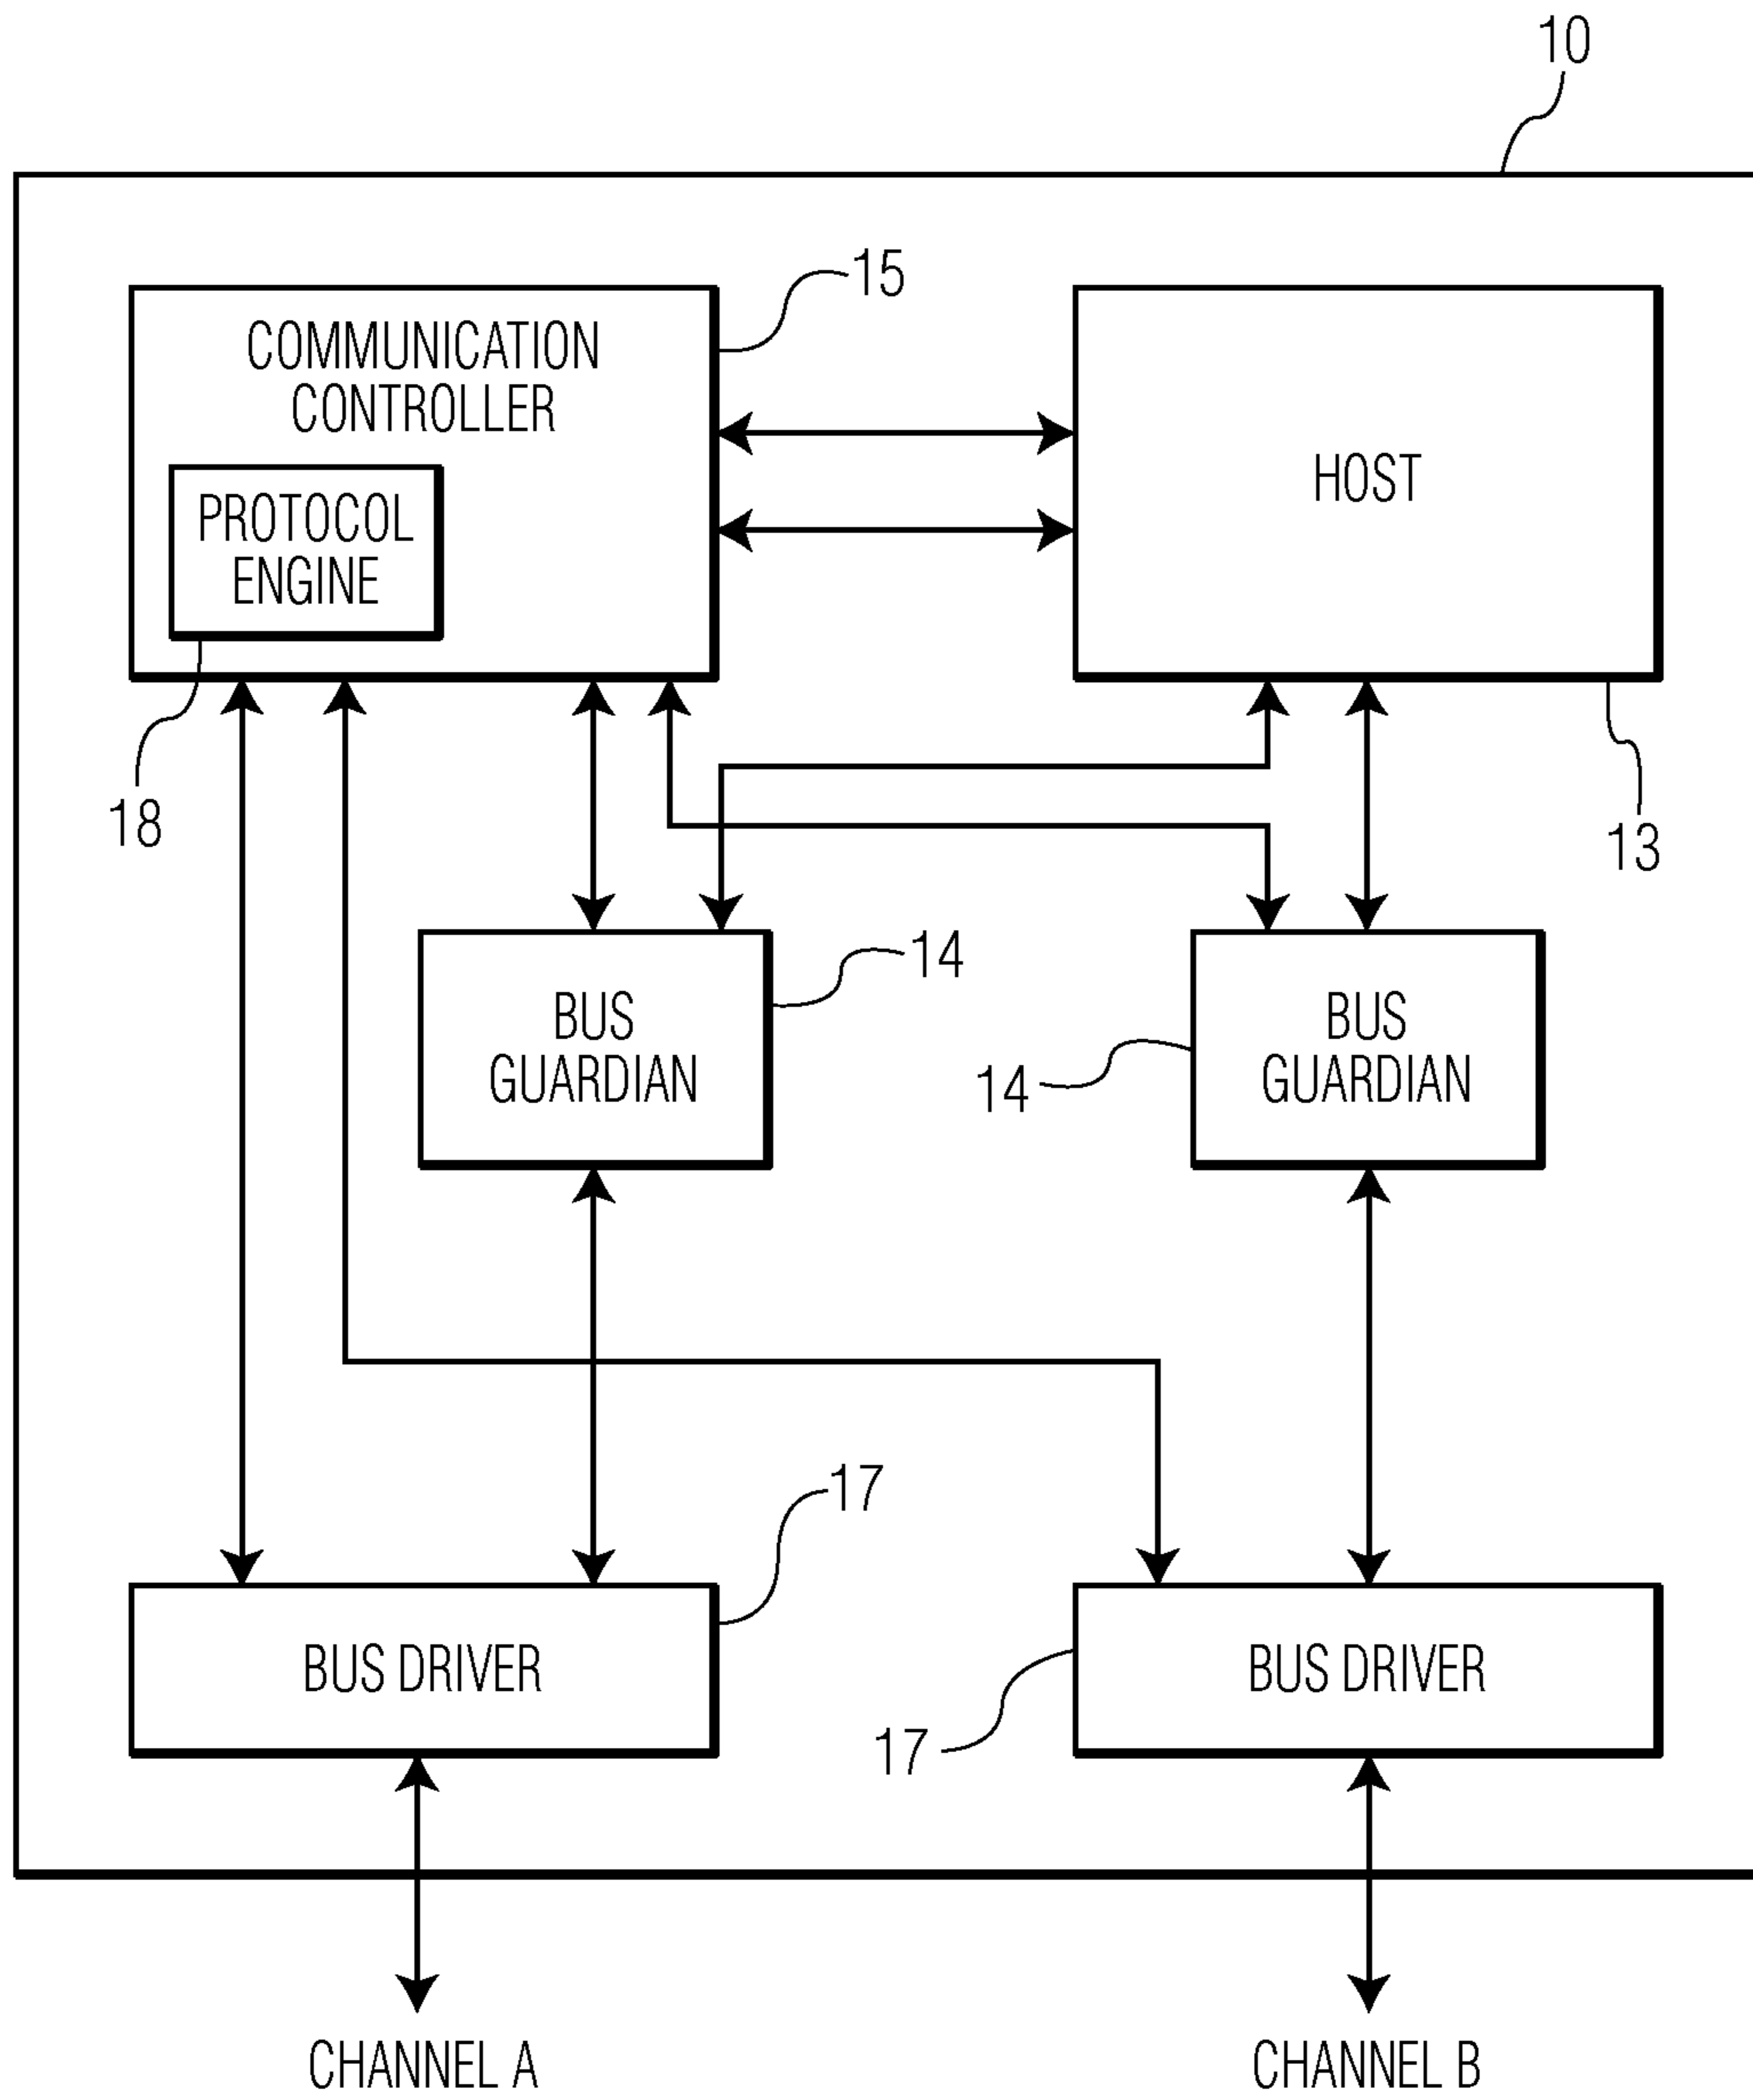 10
15
COMMUNICATION
CONTROLLER
HOST
PROTOCOL
ENGINE
18
13
14
BUS
GUARDIAN
14
BUS
GUARDIAN
17
BUS DRIVER
17
BUS DRIVER
CHANNEL A
CHANNEL B